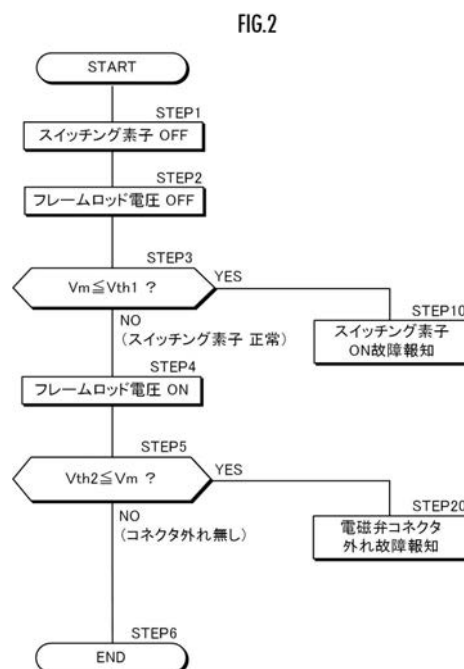 FIG.2
START
STEP1
スイッチング素子 OFF
STEP2
フレームロッド電圧 OFF
STEP3
Vm≦Vth1 ?
YES
NO
(スイッチング素子 正常)
STEP10
スイッチング素子
ON故障報知
STEP4
フレームロッド電圧 ON
STEP5
Vth2≦Vm ?
YES
NO
(コネクタ外れ無し)
STEP20
電磁弁コネクタ
外れ故障報知
STEP6
END